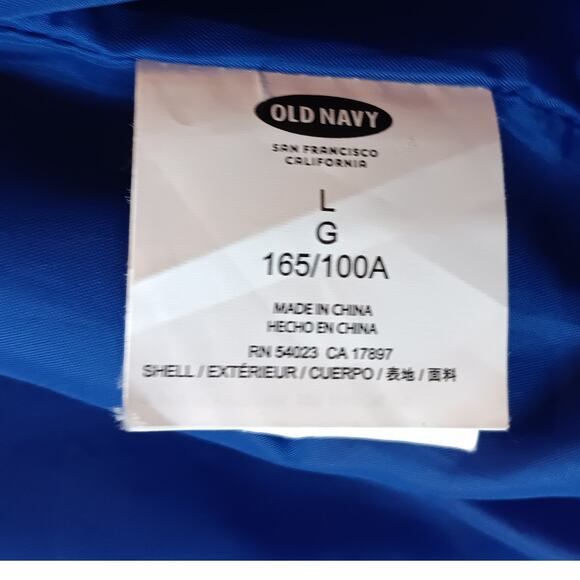 OLD NAVY
SAN FRANCISCO
CALIFORNIA
L
G
165/100A
MADE IN CHINA
HECHO EN CHINA
RN 54023 CA 17897
SHELL / EXTÉRIEUR / CUERPO / 表地 / 面料